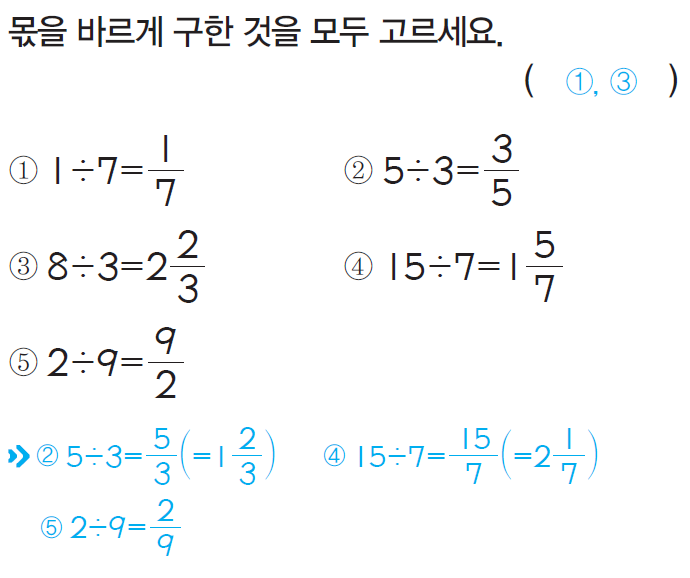 몫을 바르게 구한 것을 모두 고르세요.
( ①, ③ )
① 1÷7=1/7 ② 5÷3=3/5
③ 8÷3=2 2/3 ④ 15÷7=1 5/7
⑤ 2÷9=9/2
» ② 5÷3=5/3(=1 2/3) ④ 15÷7=15/7(=2 1/7)
⑤ 2÷9=2/9